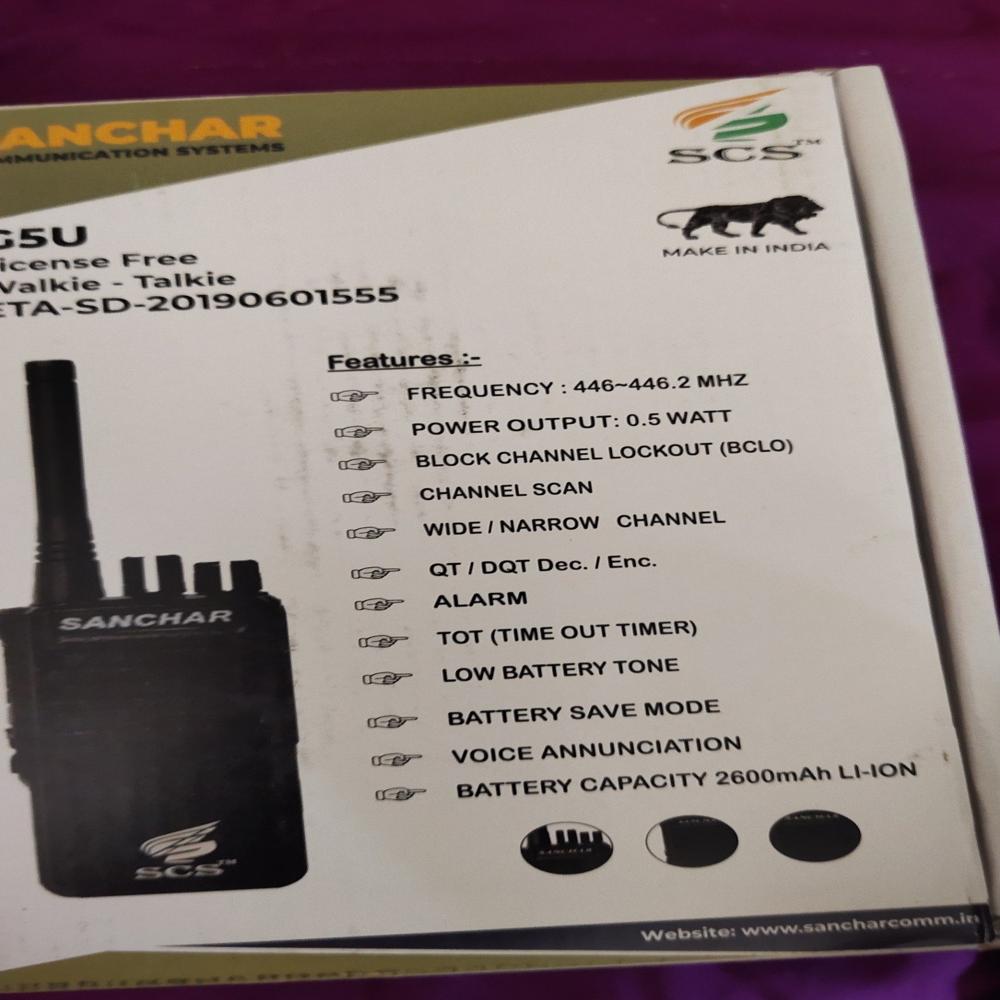 ANCHAR
MMUNICATION SYSTEMS
SCS™
MAKE IN INDIA
G5U
icense Free
Walkie - Talkie
ETA-SD-20190601555
Features :-
FREQUENCY : 446~446.2 MHZ
POWER OUTPUT: 0.5 WATT
BLOCK CHANNEL LOCKOUT (BCLO)
CHANNEL SCAN
WIDE / NARROW CHANNEL
QT / DQT Dec. / Enc.
ALARM
TOT (TIME OUT TIMER)
LOW BATTERY TONE
BATTERY SAVE MODE
VOICE ANNUNCIATION
BATTERY CAPACITY 2600mAh LI-ION
SANCHAR
SCS™
Website: www.sancharcomm.in